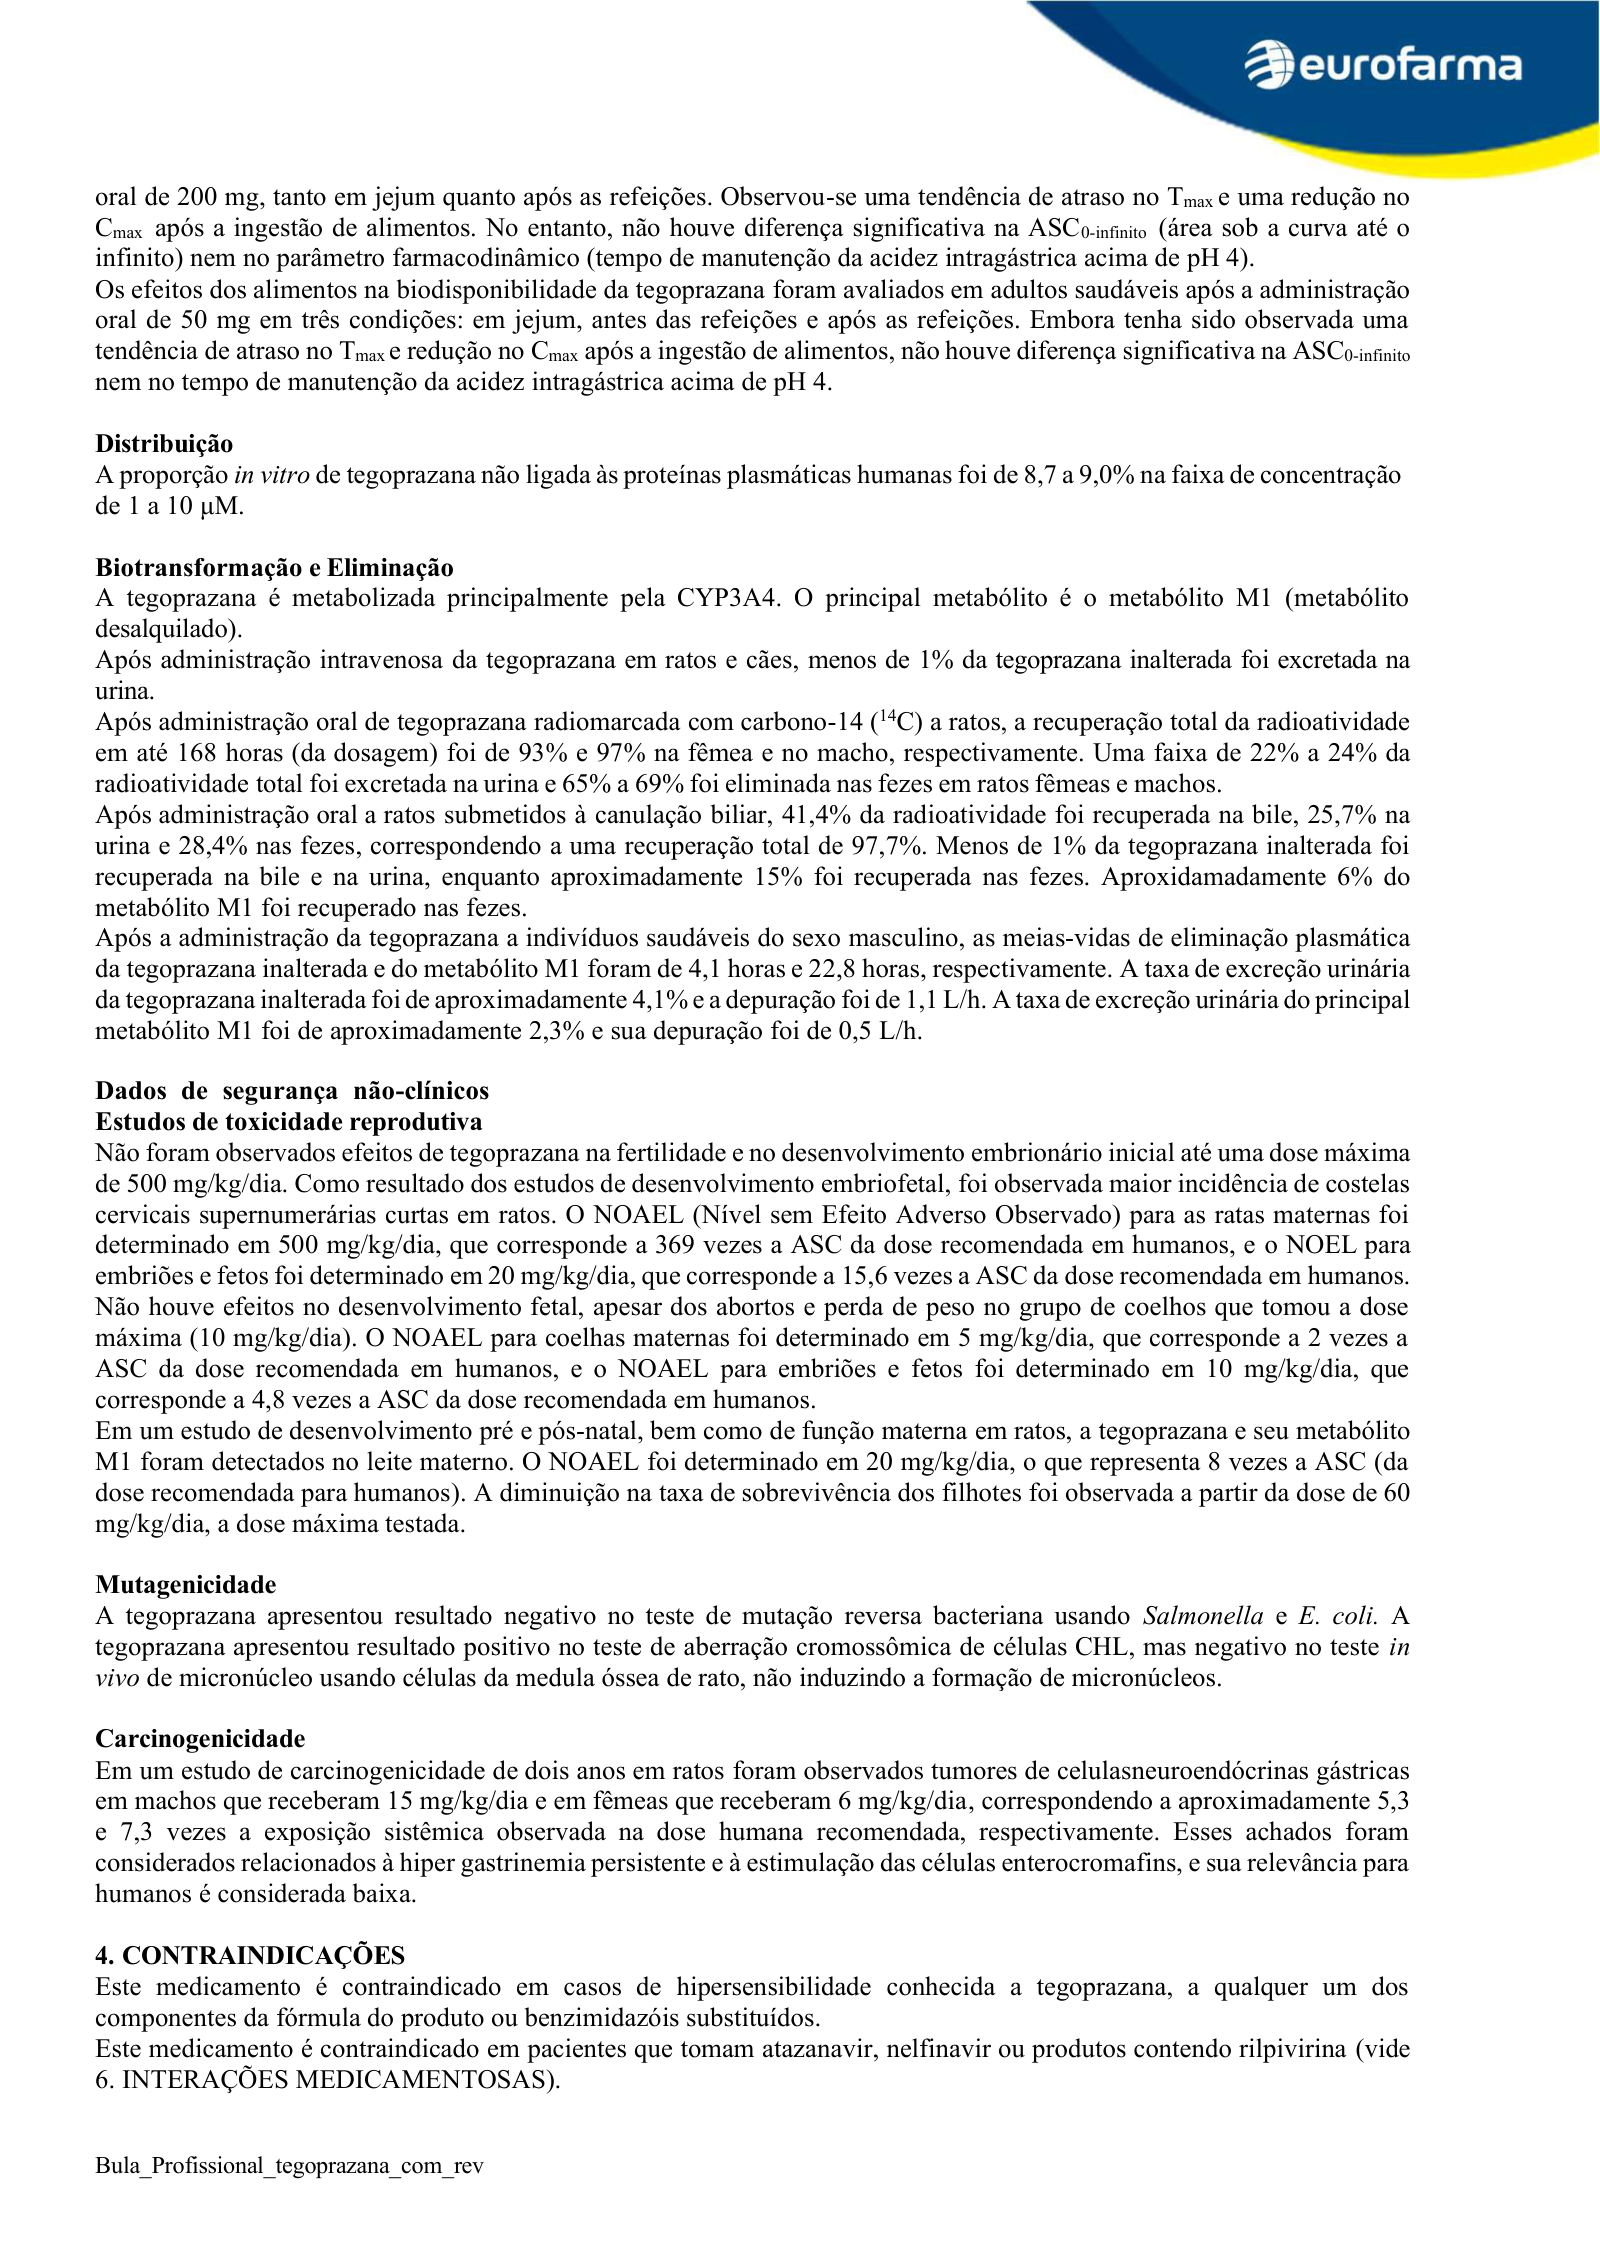 eurofarma
oral de 200 mg, tanto em jejum quanto após as refeições. Observou-se uma tendência de atraso no Tmax e uma redução no
Cmax após a ingestão de alimentos. No entanto, não houve diferença significativa na ASC0-infinito (área sob a curva até o
infinito) nem no parâmetro farmacodinâmico (tempo de manutenção da acidez intragástrica acima de pH 4).
Os efeitos dos alimentos na biodisponibilidade da tegoprazana foram avaliados em adultos saudáveis após a administração
oral de 50 mg em três condições: em jejum, antes das refeições e após as refeições. Embora tenha sido observada uma
tendência de atraso no Tmax e redução no Cmax após a ingestão de alimentos, não houve diferença significativa na ASC0-infinito
nem no tempo de manutenção da acidez intragástrica acima de pH 4.
Distribuição
A proporção in vitro de tegoprazana não ligada às proteínas plasmáticas humanas foi de 8,7 a 9,0% na faixa de concentração
de 1 a 10 μM.
Biotransformação e Eliminação
A tegoprazana é metabolizada principalmente pela CYP3A4. O principal metabólito é o metabólito M1 (metabólito
desalquilado).
Após administração intravenosa da tegoprazana em ratos e cães, menos de 1% da tegoprazana inalterada foi excretada na
urina.
Após administração oral de tegoprazana radiomarcada com carbono-14 (¹⁴C) a ratos, a recuperação total da radioatividade
em até 168 horas (da dosagem) foi de 93% e 97% na fêmea e no macho, respectivamente. Uma faixa de 22% a 24% da
radioatividade total foi excretada na urina e 65% a 69% foi eliminada nas fezes em ratos fêmeas e machos.
Após administração oral a ratos submetidos à canulação biliar, 41,4% da radioatividade foi recuperada na bile, 25,7% na
urina e 28,4% nas fezes, correspondendo a uma recuperação total de 97,7%. Menos de 1% da tegoprazana inalterada foi
recuperada na bile e na urina, enquanto aproximadamente 15% foi recuperada nas fezes. Aproxidamadamente 6% do
metabólito M1 foi recuperado nas fezes.
Após a administração da tegoprazana a indivíduos saudáveis do sexo masculino, as meias-vidas de eliminação plasmática
da tegoprazana inalterada e do metabólito M1 foram de 4,1 horas e 22,8 horas, respectivamente. A taxa de excreção urinária
da tegoprazana inalterada foi de aproximadamente 4,1% e a depuração foi de 1,1 L/h. A taxa de excreção urinária do principal
metabólito M1 foi de aproximadamente 2,3% e sua depuração foi de 0,5 L/h.
Dados de segurança não-clínicos
Estudos de toxicidade reprodutiva
Não foram observados efeitos de tegoprazana na fertilidade e no desenvolvimento embrionário inicial até uma dose máxima
de 500 mg/kg/dia. Como resultado dos estudos de desenvolvimento embriofetal, foi observada maior incidência de costelas
cervicais supernumerárias curtas em ratos. O NOAEL (Nível sem Efeito Adverso Observado) para as ratas maternas foi
determinado em 500 mg/kg/dia, que corresponde a 369 vezes a ASC da dose recomendada em humanos, e o NOEL para
embriões e fetos foi determinado em 20 mg/kg/dia, que corresponde a 15,6 vezes a ASC da dose recomendada em humanos.
Não houve efeitos no desenvolvimento fetal, apesar dos abortos e perda de peso no grupo de coelhos que tomou a dose
máxima (10 mg/kg/dia). O NOAEL para coelhas maternas foi determinado em 5 mg/kg/dia, que corresponde a 2 vezes a
ASC da dose recomendada em humanos, e o NOAEL para embriões e fetos foi determinado em 10 mg/kg/dia, que
corresponde a 4,8 vezes a ASC da dose recomendada em humanos.
Em um estudo de desenvolvimento pré e pós-natal, bem como de função materna em ratos, a tegoprazana e seu metabólito
M1 foram detectados no leite materno. O NOAEL foi determinado em 20 mg/kg/dia, o que representa 8 vezes a ASC (da
dose recomendada para humanos). A diminuição na taxa de sobrevivência dos filhotes foi observada a partir da dose de 60
mg/kg/dia, a dose máxima testada.
Mutagenicidade
A tegoprazana apresentou resultado negativo no teste de mutação reversa bacteriana usando Salmonella e E. coli. A
tegoprazana apresentou resultado positivo no teste de aberração cromossômica de células CHL, mas negativo no teste in
vivo de micronúcleo usando células da medula óssea de rato, não induzindo a formação de micronúcleos.
Carcinogenicidade
Em um estudo de carcinogenicidade de dois anos em ratos foram observados tumores de celulasneuroendócrinas gástricas
em machos que receberam 15 mg/kg/dia e em fêmeas que receberam 6 mg/kg/dia, correspondendo a aproximadamente 5,3
e 7,3 vezes a exposição sistêmica observada na dose humana recomendada, respectivamente. Esses achados foram
considerados relacionados à hiper gastrinemia persistente e à estimulação das células enterocromafins, e sua relevância para
humanos é considerada baixa.
4. CONTRAINDICAÇÕES
Este medicamento é contraindicado em casos de hipersensibilidade conhecida a tegoprazana, a qualquer um dos
componentes da fórmula do produto ou benzimidazóis substituídos.
Este medicamento é contraindicado em pacientes que tomam atazanavir, nelfinavir ou produtos contendo rilpivirina (vide
6. INTERAÇÕES MEDICAMENTOSAS).
Bula_Profissional_tegoprazana_com_rev